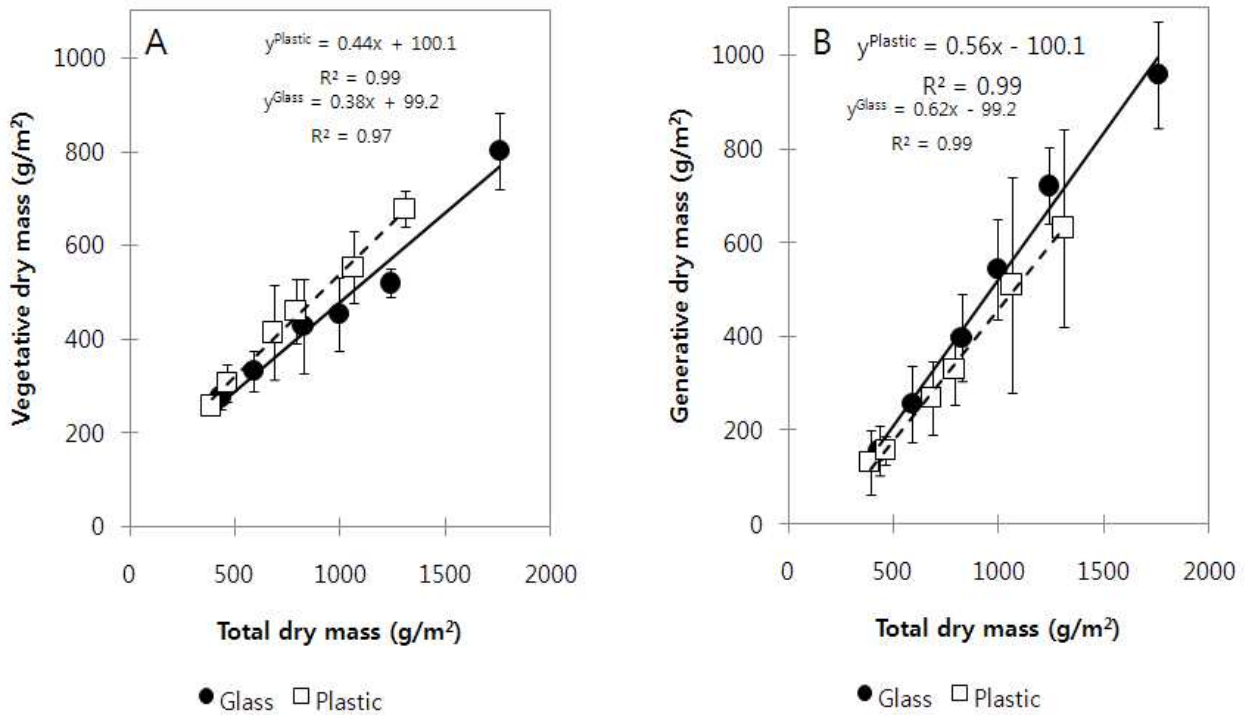 A
y^Plastic = 0.44x + 100.1
R² = 0.99
y^Glass = 0.38x + 99.2
R² = 0.97
Vegetative dry mass (g/m²)
1000
800
600
400
200
0
0 500 1000 1500 2000
Total dry mass (g/m²)
Glass Plastic
B
y^Plastic = 0.56x - 100.1
R² = 0.99
y^Glass = 0.62x - 99.2
R² = 0.99
Generative dry mass (g/m²)
1000
800
600
400
200
0
0 500 1000 1500 2000
Total dry mass (g/m²)
Glass Plastic